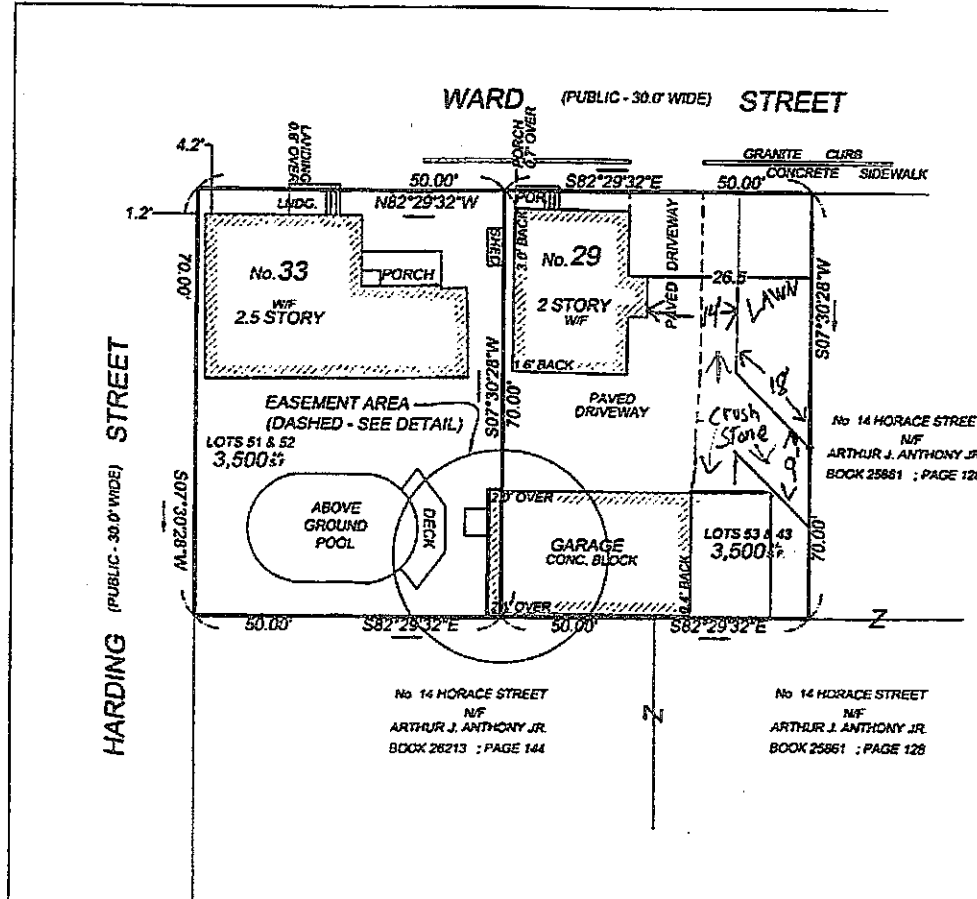 WARD (PUBLIC - 30.0' WIDE) STREET
LANDING
0.8' OVER
PORCH
0.7' OVER
GRANITE CURB
CONCRETE SIDEWALK
4.2'
1.2'
50.00'
N82°29'32"W
S82°29'32"E
50.00'
LNDG.
POR
SHED
3.0' BACK
No. 33
W/F
2.5 STORY
PORCH
No. 29
2 STORY
W/F
1.6' BACK
PAVED DRIVEWAY
26.5
14'
LAWN
S07°30'28"W
70.00'
HARDING (PUBLIC - 30.0' WIDE) STREET
S07°30'28"W
70.00'
S07°30'28"W
EASEMENT AREA
(DASHED - SEE DETAIL)
PAVED
DRIVEWAY
18'
Crush
Stone
9'
No 14 HORACE STREE
N/F
ARTHUR J. ANTHONY JR
BOOK 25861 ; PAGE 128
LOTS 51 & 52
3,500 S.F.
ABOVE
GROUND
POOL
DECK
2.0' OVER
GARAGE
CONC. BLOCK
LOTS 53 & 43
3,500 S.F.
0.4' BACK
70.00'
OVER
50.00'
S82°29'32"E
50.00'
S82°29'32"E
Z
N
No 14 HORACE STREET
N/F
ARTHUR J. ANTHONY JR.
BOOK 26213 ; PAGE 144
No 14 HORACE STREET
N/F
ARTHUR J. ANTHONY JR.
BOOK 25861 ; PAGE 128